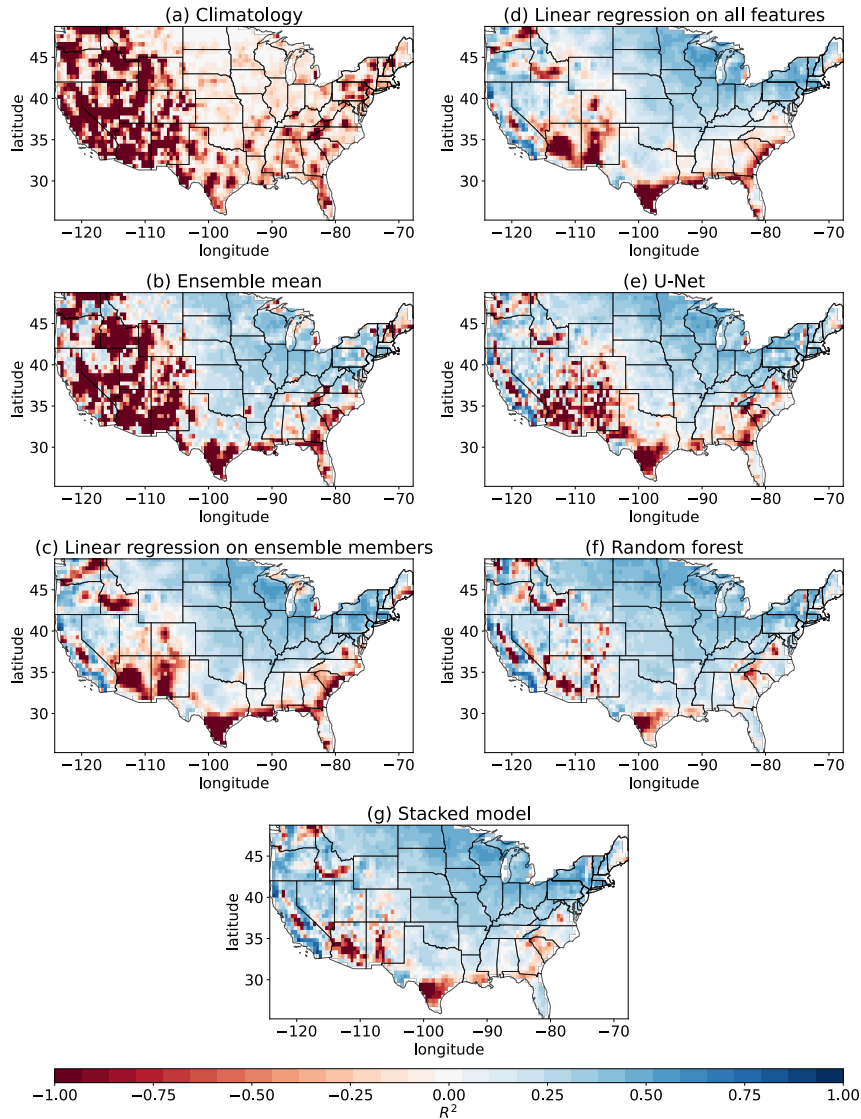 (a) Climatology
latitude
45
40
35
30
−120 −110 −100 −90 −80 −70
longitude
(d) Linear regression on all features
latitude
45
40
35
30
−120 −110 −100 −90 −80 −70
longitude
(b) Ensemble mean
latitude
45
40
35
30
−120 −110 −100 −90 −80 −70
longitude
(e) U-Net
latitude
45
40
35
30
−120 −110 −100 −90 −80 −70
longitude
(c) Linear regression on ensemble members
latitude
45
40
35
30
−120 −110 −100 −90 −80 −70
longitude
(f) Random forest
latitude
45
40
35
30
−120 −110 −100 −90 −80 −70
longitude
(g) Stacked model
latitude
45
40
35
30
−120 −110 −100 −90 −80 −70
longitude
−1.00 −0.75 −0.50 −0.25 0.00 0.25 0.50 0.75 1.00
R²